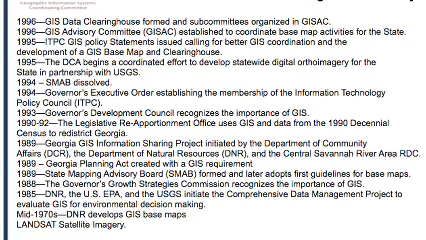 Geographic Information Systems
Coordinating Committee
1996—GIS Data Clearinghouse formed and subcommittees organized in GISAC.
1996—GIS Advisory Committee (GISAC) established to coordinate base map activities for the State.
1995—ITPC GIS policy Statements issued calling for better GIS coordination and the
development of a GIS Base Map and Clearinghouse.
1995—The DCA begins a coordinated effort to develop statewide digital orthoimagery for the
State in partnership with USGS.
1994 – SMAB dissolved.
1994—Governor's Executive Order establishing the membership of the Information Technology
Policy Council (ITPC).
1993—Governor's Development Council recognizes the importance of GIS.
1990-92—The Legislative Re-Apportionment Office uses GIS and data from the 1990 Decennial
Census to redistrict Georgia.
1989—Georgia GIS Information Sharing Project initiated by the Department of Community
Affairs (DCR), the Department of Natural Resources (DNR), and the Central Savannah River Area RDC.
1989 – Georgia Planning Act created with a GIS requirement
1989—State Mapping Advisory Board (SMAB) formed and later adopts first guidelines for base maps.
1988—The Governor's Growth Strategies Commission recognizes the importance of GIS.
1985—DNR, the U.S. EPA, and the USGS initiate the Comprehensive Data Management Project to
evaluate GIS for environmental decision making.
Mid-1970s—DNR develops GIS base maps
LANDSAT Satellite Imagery.